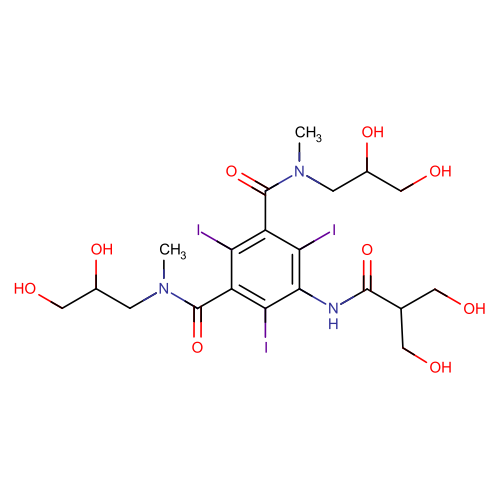 CH3 OH
O N OH
I I
OH CH3 O
HO N NH OH
O I
OH